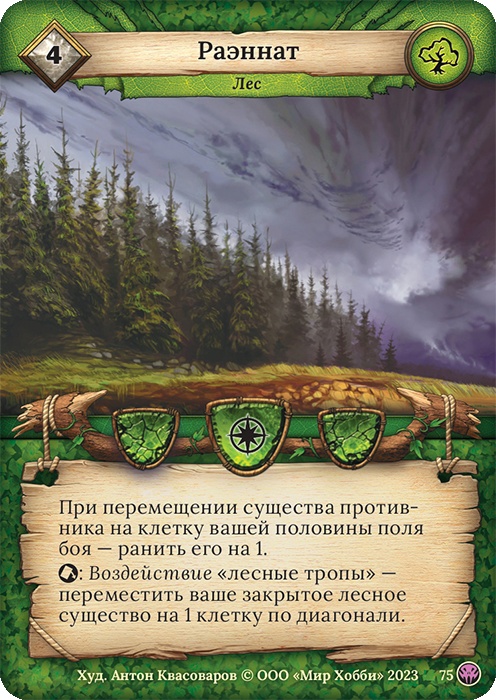 4
Раэннат
Лес
При перемещении существа против-
ника на клетку вашей половины поля
боя — ранить его на 1.
: Воздействие «лесные тропы» —
переместить ваше закрытое лесное
существо на 1 клетку по диагонали.
Худ. Антон Квасоваров © ООО «Мир Хобби» 2023 75